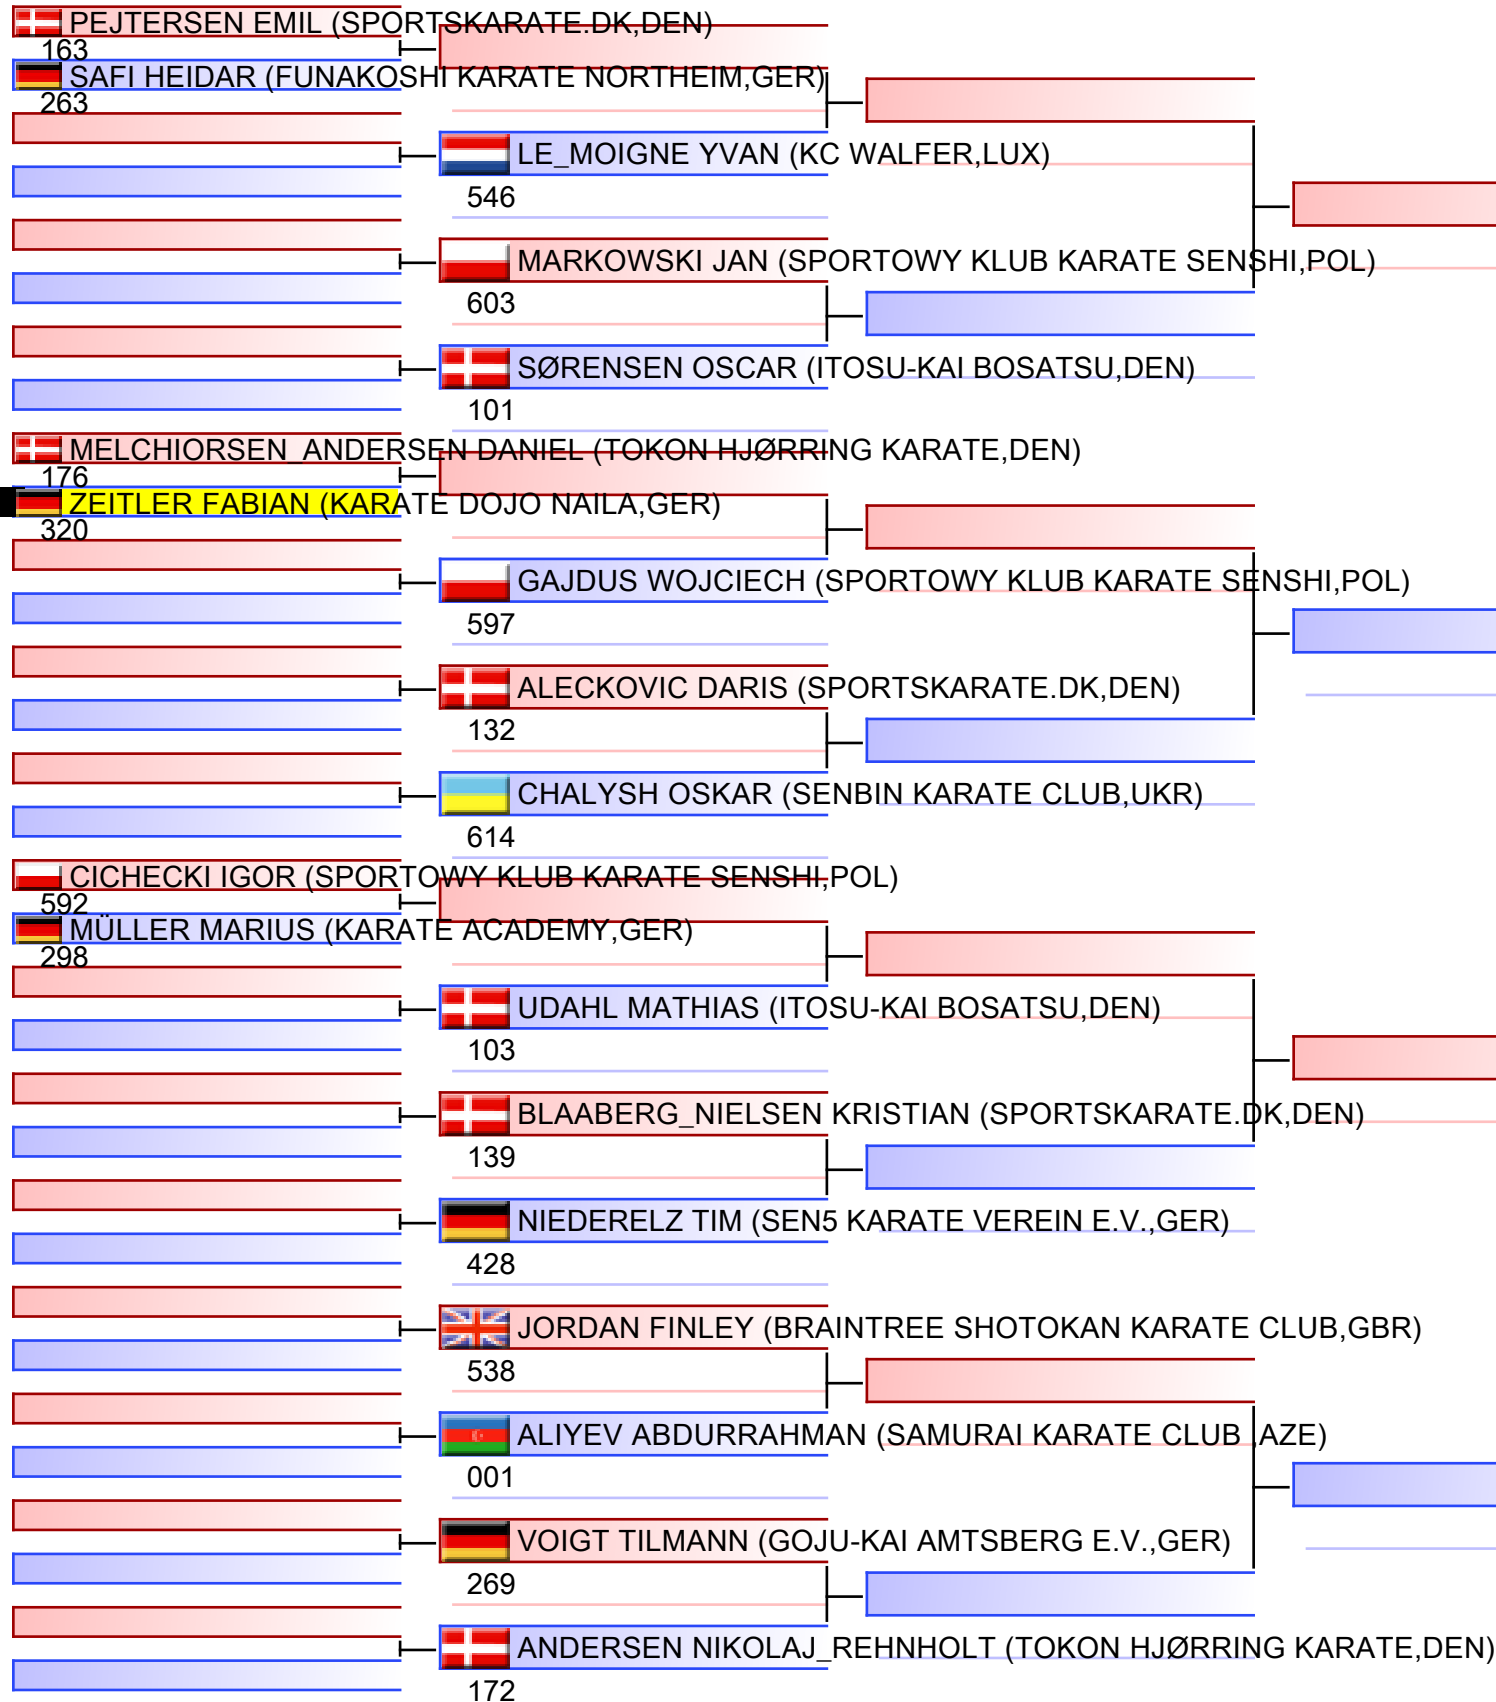 PEJTERSEN EMIL (SPORTSKARATE.DK,DEN)
163
SAFI HEIDAR (FUNAKOSHI KARATE NORTHEIM,GER)
263
LE_MOIGNE YVAN (KC WALFER,LUX)
546
MARKOWSKI JAN (SPORTOWY KLUB KARATE SENSHI,POL)
603
SØRENSEN OSCAR (ITOSU-KAI BOSATSU,DEN)
101
MELCHIORSEN_ANDERSEN DANIEL (TOKON HJØRRING KARATE,DEN)
176
ZEITLER FABIAN (KARATE DOJO NAILA,GER)
320
GAJDUS WOJCIECH (SPORTOWY KLUB KARATE SENSHI,POL)
597
ALECKOVIC DARIS (SPORTSKARATE.DK,DEN)
132
CHALYSH OSKAR (SENBIN KARATE CLUB,UKR)
614
CICHECKI IGOR (SPORTOWY KLUB KARATE SENSHI,POL)
592
MÜLLER MARIUS (KARATE ACADEMY,GER)
298
UDAHL MATHIAS (ITOSU-KAI BOSATSU,DEN)
103
BLAABERG_NIELSEN KRISTIAN (SPORTSKARATE.DK,DEN)
139
NIEDERELZ TIM (SEN5 KARATE VEREIN E.V.,GER)
428
JORDAN FINLEY (BRAINTREE SHOTOKAN KARATE CLUB,GBR)
538
ALIYEV ABDURRAHMAN (SAMURAI KARATE CLUB ,AZE)
001
VOIGT TILMANN (GOJU-KAI AMTSBERG E.V.,GER)
269
ANDERSEN NIKOLAJ_REHNHOLT (TOKON HJØRRING KARATE,DEN)
172